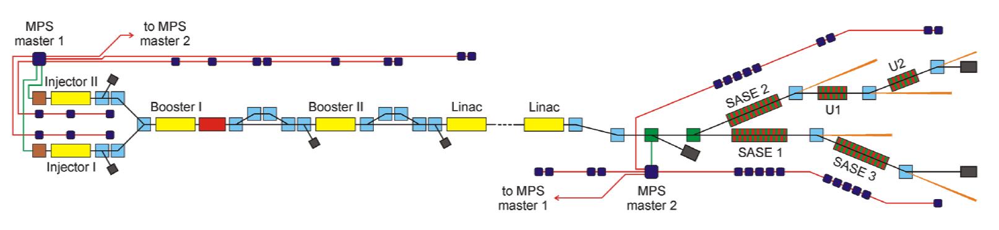 MPS
master 1
to MPS
master 2
Injector II
Injector I
Booster I
Booster II
Linac
Linac
SASE 2
U1
U2
SASE 1
SASE 3
to MPS
master 1
MPS
master 2